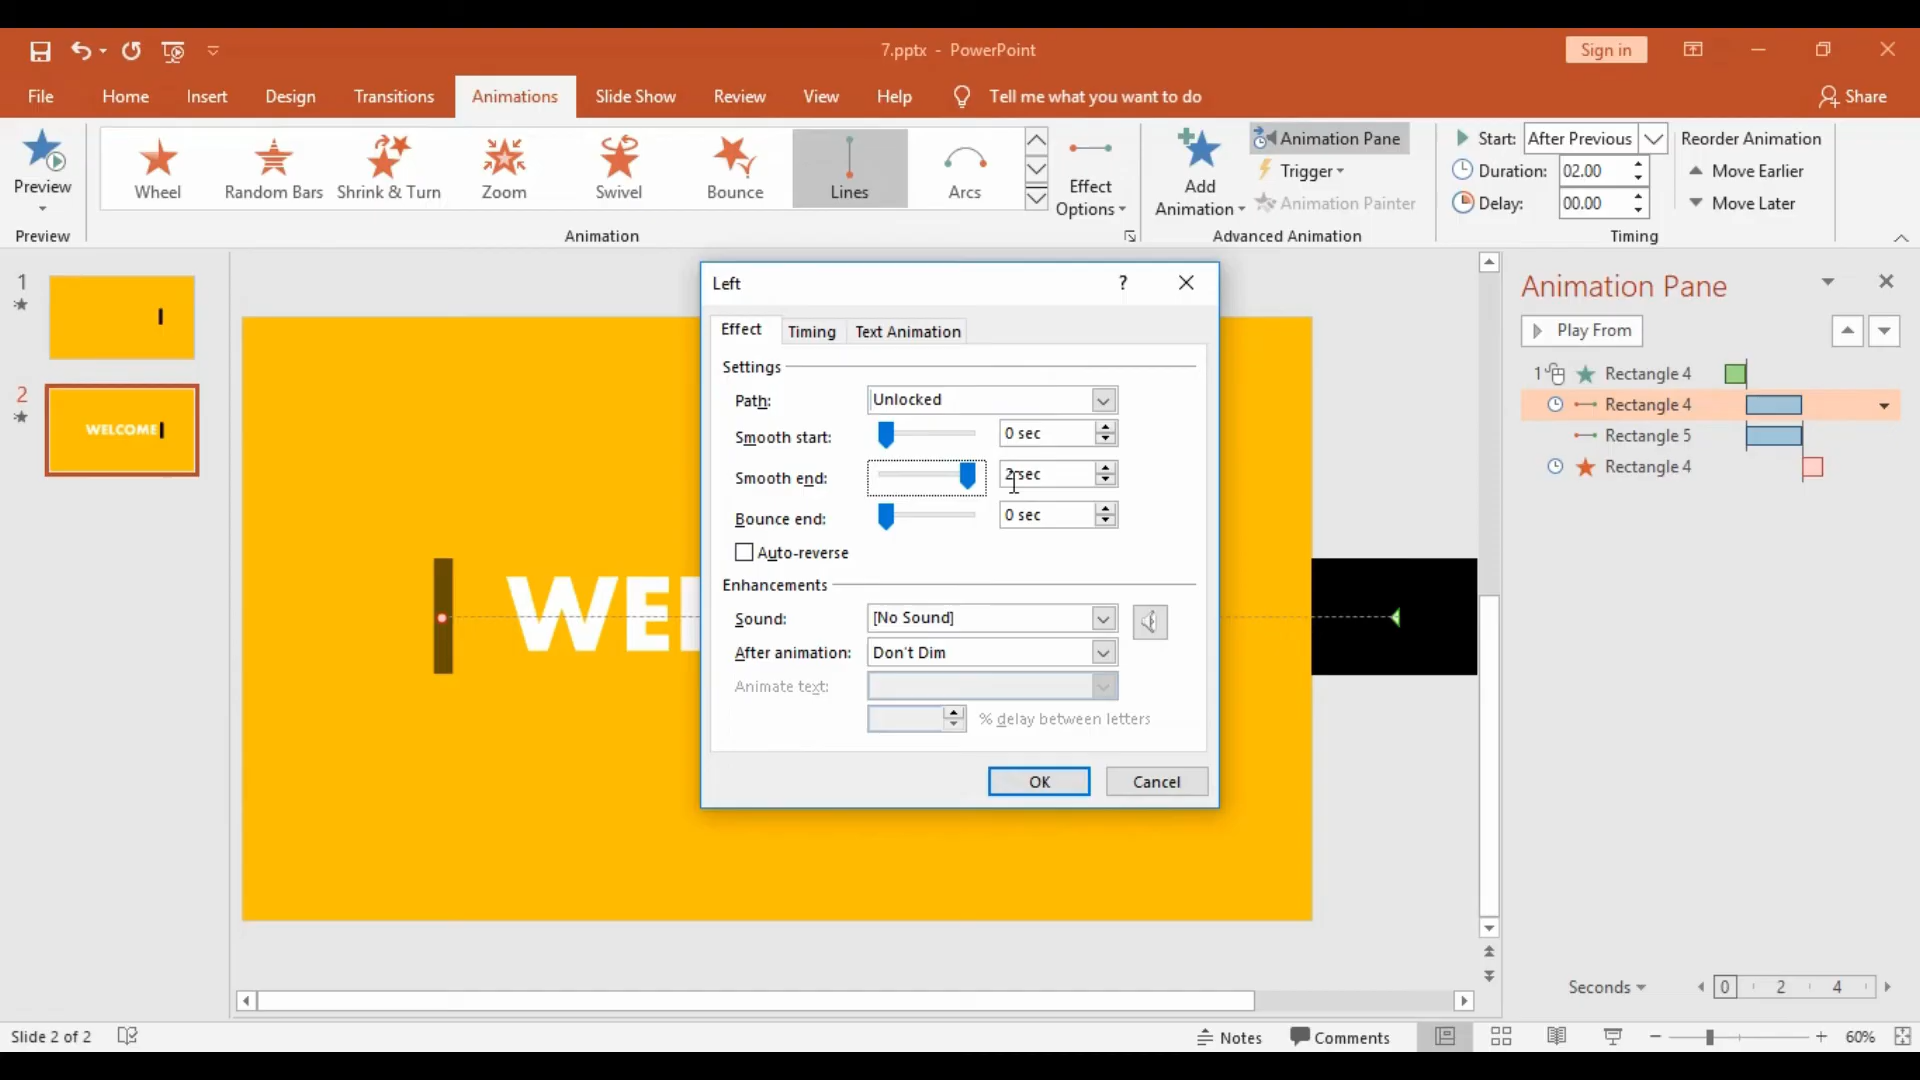 7.pptx - PowerPoint
Sign in
File Home Insert Design Transitions Animations Slide Show Review View Help Tell me what you want to do Share
Preview
Wheel Random Bars Shrink & Turn Zoom Swivel Bounce Lines Arcs
Effect Options
Add Animation
Animation Pane
Trigger
Animation Painter
Start: After Previous
Duration: 02.00
Delay: 00.00
Reorder Animation
Move Earlier
Move Later
Preview Animation Advanced Animation Timing
1
2
WELCOME
WEL
Left ?
Effect Timing Text Animation
Settings
Path: Unlocked
Smooth start: 0 sec
Smooth end: 2 sec
Bounce end: 0 sec
Auto-reverse
Enhancements
Sound: [No Sound]
After animation: Don't Dim
Animate text:
% delay between letters
OK Cancel
Animation Pane
Play From
1 Rectangle 4
Rectangle 4
Rectangle 5
Rectangle 4
Seconds 0 2 4
Slide 2 of 2 Notes Comments 60%